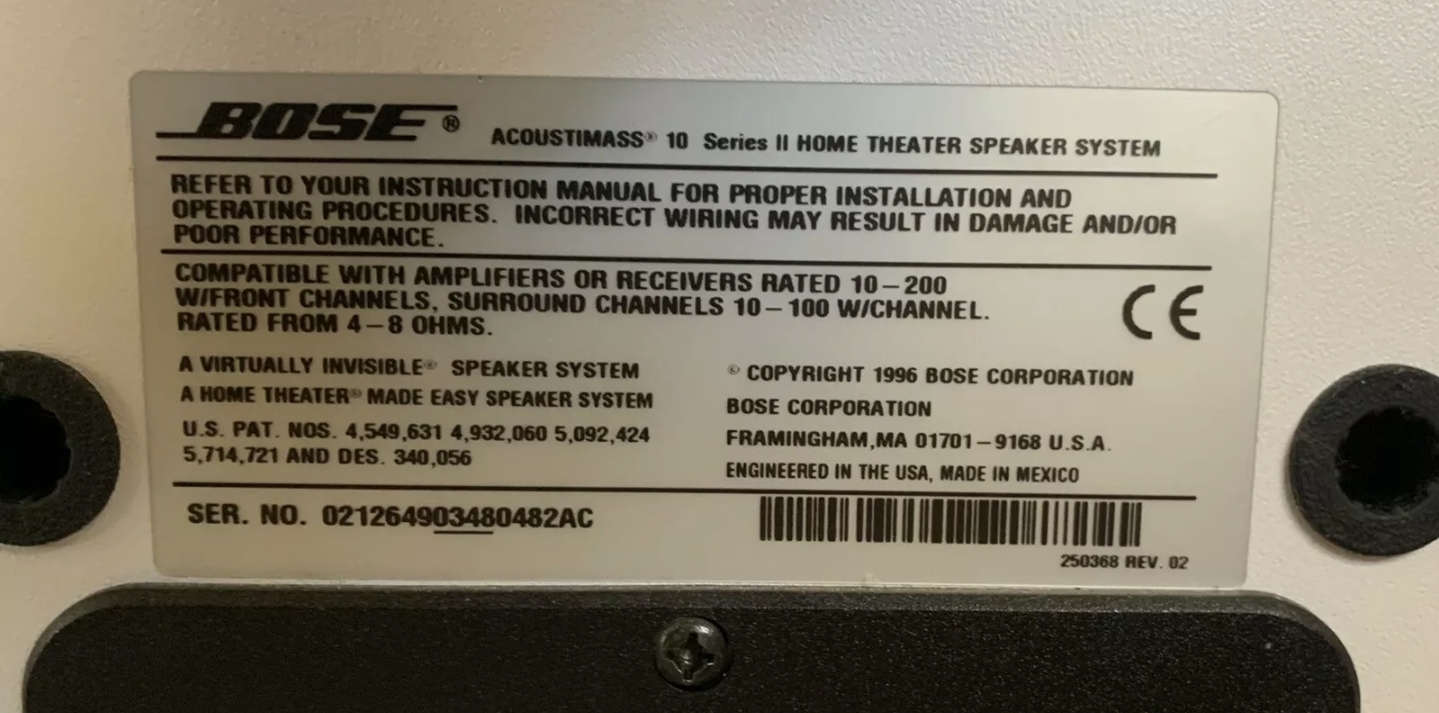 BOSE® ACOUSTIMASS® 10 Series II HOME THEATER SPEAKER SYSTEM
REFER TO YOUR INSTRUCTION MANUAL FOR PROPER INSTALLATION AND
OPERATING PROCEDURES. INCORRECT WIRING MAY RESULT IN DAMAGE AND/OR
POOR PERFORMANCE.
COMPATIBLE WITH AMPLIFIERS OR RECEIVERS RATED 10–200
W/FRONT CHANNELS, SURROUND CHANNELS 10–100 W/CHANNEL.
RATED FROM 4–8 OHMS.
CE
A VIRTUALLY INVISIBLE® SPEAKER SYSTEM
A HOME THEATER® MADE EASY SPEAKER SYSTEM
U.S. PAT. NOS. 4,549,631 4,932,060 5,092,424
5,714,721 AND DES. 340,056
© COPYRIGHT 1996 BOSE CORPORATION
BOSE CORPORATION
FRAMINGHAM,MA 01701–9168 U.S.A.
ENGINEERED IN THE USA, MADE IN MEXICO
SER. NO. 021264903480482AC
250368 REV. 02